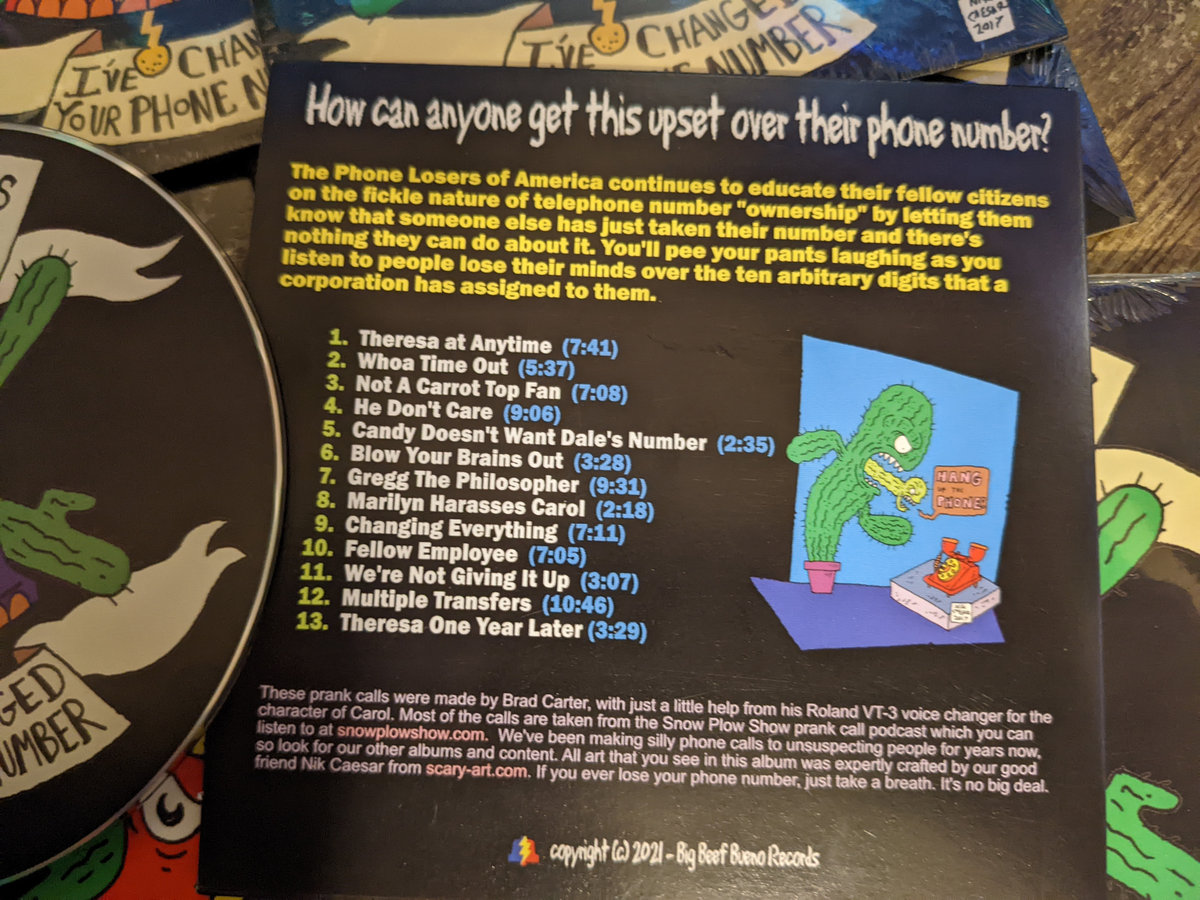 I'VE CHAN
YOUR PHONE N
I'VE CHANGED
NUMBER
CAESAR
2017
How can anyone get this upset over their phone number?
The Phone Losers of America continues to educate their fellow citizens
on the fickle nature of telephone number "ownership" by letting them
know that someone else has just taken their number and there's
nothing they can do about it. You'll pee your pants laughing as you
listen to people lose their minds over the ten arbitrary digits that a
corporation has assigned to them.
1. Theresa at Anytime (7:41)
2. Whoa Time Out (5:37)
3. Not A Carrot Top Fan (7:08)
4. He Don't Care (9:06)
5. Candy Doesn't Want Dale's Number (2:35)
6. Blow Your Brains Out (3:28)
7. Gregg The Philosopher (9:31)
8. Marilyn Harasses Carol (2:18)
9. Changing Everything (7:11)
10. Fellow Employee (7:05)
11. We're Not Giving It Up (3:07)
12. Multiple Transfers (10:46)
13. Theresa One Year Later (3:29)
HANG
UP THE
PHONE!
These prank calls were made by Brad Carter, with just a little help from his Roland VT-3 voice changer for the
character of Carol. Most of the calls are taken from the Snow Plow Show prank call podcast which you can
listen to at snowplowshow.com. We've been making silly phone calls to unsuspecting people for years now,
so look for our other albums and content. All art that you see in this album was expertly crafted by our good
friend Nik Caesar from scary-art.com. If you ever lose your phone number, just take a breath. It's no big deal.
copyright (c) 2021 - Big Beef Bueno Records
S
GED
NUMBER